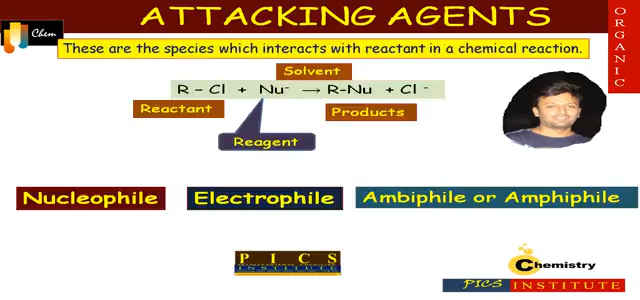 Chem
ATTACKING AGENTS
ORGANIC
These are the species which interacts with reactant in a chemical reaction.
Solvent
R – Cl + Nu⁻ → R-Nu + Cl ⁻
Reactant
Products
Reagent
Nucleophile
Electrophile
Ambiphile or Amphiphile
P I C S
INSTITUTE
Chemistry
PICS INSTITUTE